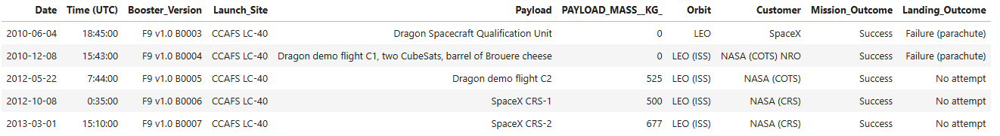 Date Time (UTC) Booster_Version Launch_Site Payload PAYLOAD_MASS__KG_ Orbit Customer Mission_Outcome Landing_Outcome
2010-06-04 18:45:00 F9 v1.0 B0003 CCAFS LC-40 Dragon Spacecraft Qualification Unit 0 LEO SpaceX Success Failure (parachute)
2010-12-08 15:43:00 F9 v1.0 B0004 CCAFS LC-40 Dragon demo flight C1, two CubeSats, barrel of Brouere cheese 0 LEO (ISS) NASA (COTS) NRO Success Failure (parachute)
2012-05-22 7:44:00 F9 v1.0 B0005 CCAFS LC-40 Dragon demo flight C2 525 LEO (ISS) NASA (COTS) Success No attempt
2012-10-08 0:35:00 F9 v1.0 B0006 CCAFS LC-40 SpaceX CRS-1 500 LEO (ISS) NASA (CRS) Success No attempt
2013-03-01 15:10:00 F9 v1.0 B0007 CCAFS LC-40 SpaceX CRS-2 677 LEO (ISS) NASA (CRS) Success No attempt